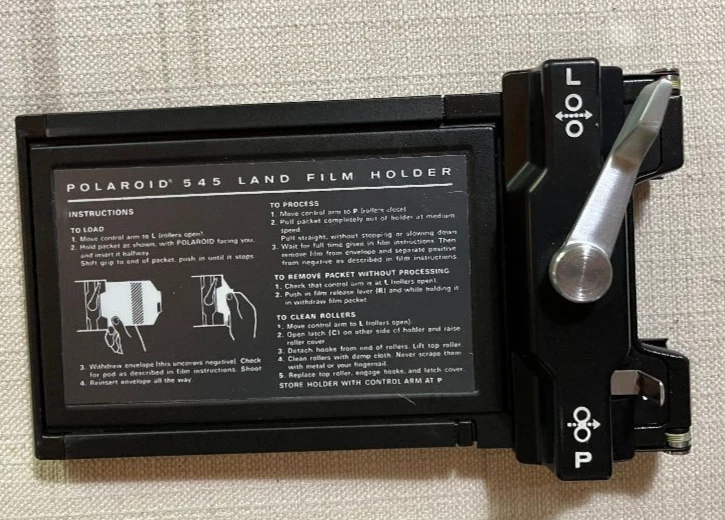 POLAROID® 545 LAND FILM HOLDER
INSTRUCTIONS
TO LOAD
1. Move control arm to L (rollers open).
2. Hold packet as shown, with POLAROID facing you,
and insert it halfway
Shift grip to end of packet, push in until it stops
3. Withdraw envelope (this uncovers negative). Check
for pod as described in film instructions. Shoot
4. Reinsert envelope all the way.
TO PROCESS
1. Move control arm to P (rollers close)
2. Pull packet completely out of holder at medium
speed
Pull straight, without stopping or slowing down
3. Wait for full time given in film instructions. Then
remove film from envelope and separate positive
from negative as described in film instructions.
TO REMOVE PACKET WITHOUT PROCESSING
1. Check that control arm is at L (rollers open).
2. Push in film release lever (R) and while holding it
in withdraw film packet
TO CLEAN ROLLERS
1. Move control arm to L (rollers open)
2. Open latch (C) on other side of holder and raise
roller cover
3. Detach hooks from end of rollers. Lift top roller.
4. Clean rollers with damp cloth. Never scrape them
with metal or your fingernail.
5. Replace top roller, engage hooks, and latch cover.
STORE HOLDER WITH CONTROL ARM AT P
L
P